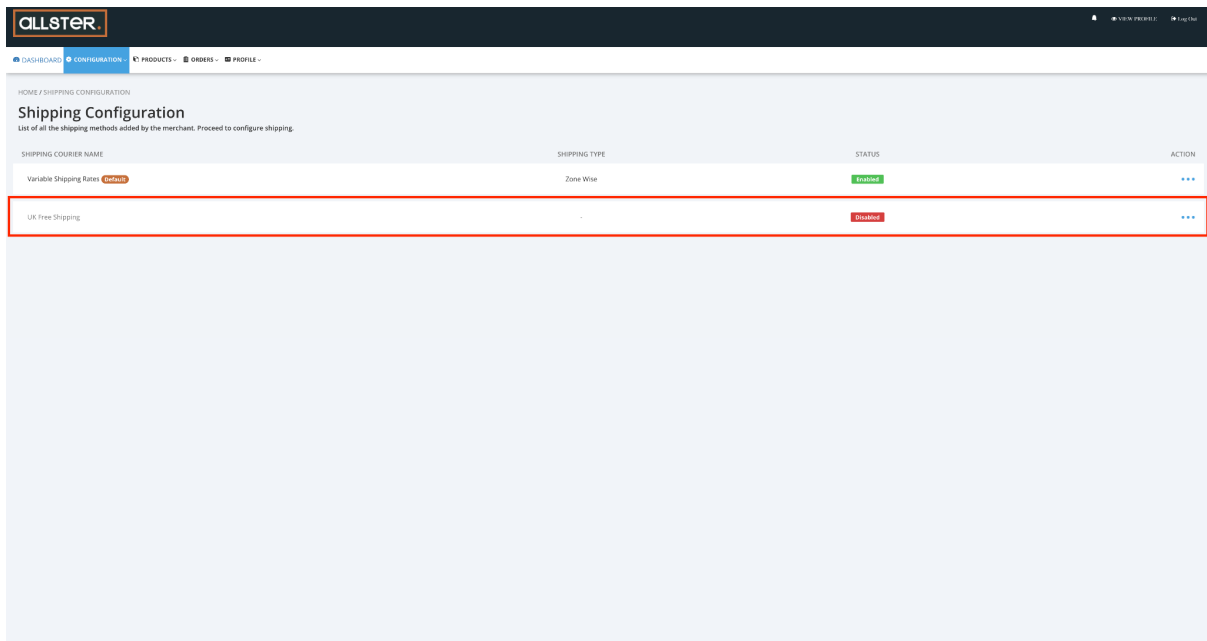 ALLSTER.
VIEW PROFILE Log Out
DASHBOARD CONFIGURATION PRODUCTS ORDERS PROFILE
HOME / SHIPPING CONFIGURATION
Shipping Configuration
List of all the shipping methods added by the merchant. Proceed to configure shipping.
SHIPPING COURIER NAME SHIPPING TYPE STATUS ACTION
Variable Shipping Rates Default Zone Wise Enabled
UK Free Shipping - Disabled